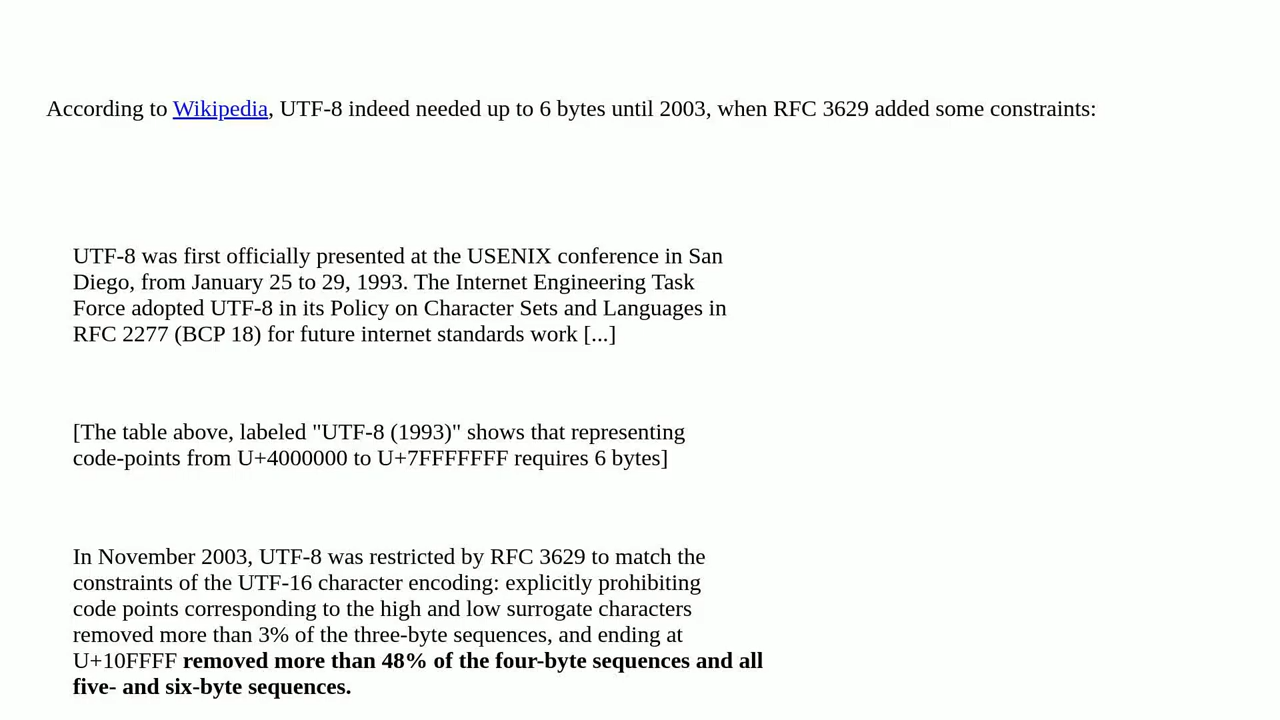 According to Wikipedia, UTF-8 indeed needed up to 6 bytes until 2003, when RFC 3629 added some constraints:
UTF-8 was first officially presented at the USENIX conference in San
Diego, from January 25 to 29, 1993. The Internet Engineering Task
Force adopted UTF-8 in its Policy on Character Sets and Languages in
RFC 2277 (BCP 18) for future internet standards work [...]
[The table above, labeled "UTF-8 (1993)" shows that representing
code-points from U+4000000 to U+7FFFFFFF requires 6 bytes]
In November 2003, UTF-8 was restricted by RFC 3629 to match the
constraints of the UTF-16 character encoding: explicitly prohibiting
code points corresponding to the high and low surrogate characters
removed more than 3% of the three-byte sequences, and ending at
U+10FFFF removed more than 48% of the four-byte sequences and all
five- and six-byte sequences.